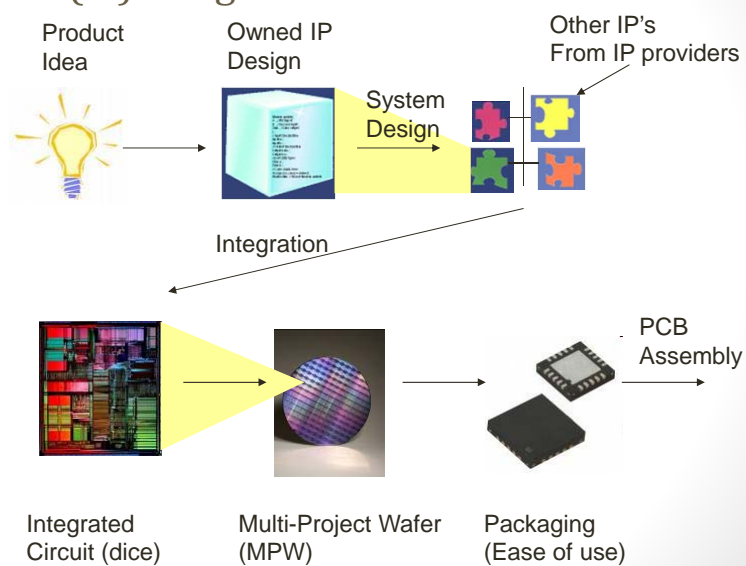 Product
Idea
Owned IP
Design
Other IP's
From IP providers
System
Design
Integration
PCB
Assembly
Integrated
Circuit (dice)
Multi-Project Wafer
(MPW)
Packaging
(Ease of use)